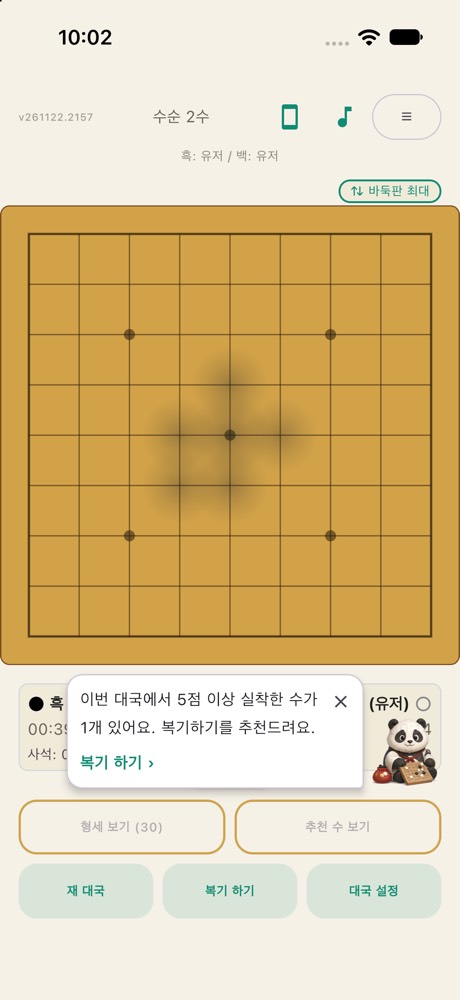 10:02
v261122.2157
수순 2수
흑: 유저 / 백: 유저
바둑판 최대
흑
(유저)
이번 대국에서 5점 이상 실착한 수가
1개 있어요. 복기하기를 추천드려요.
복기 하기 ›
사석:
형세 보기 (30)
추천 수 보기
재 대국
복기 하기
대국 설정